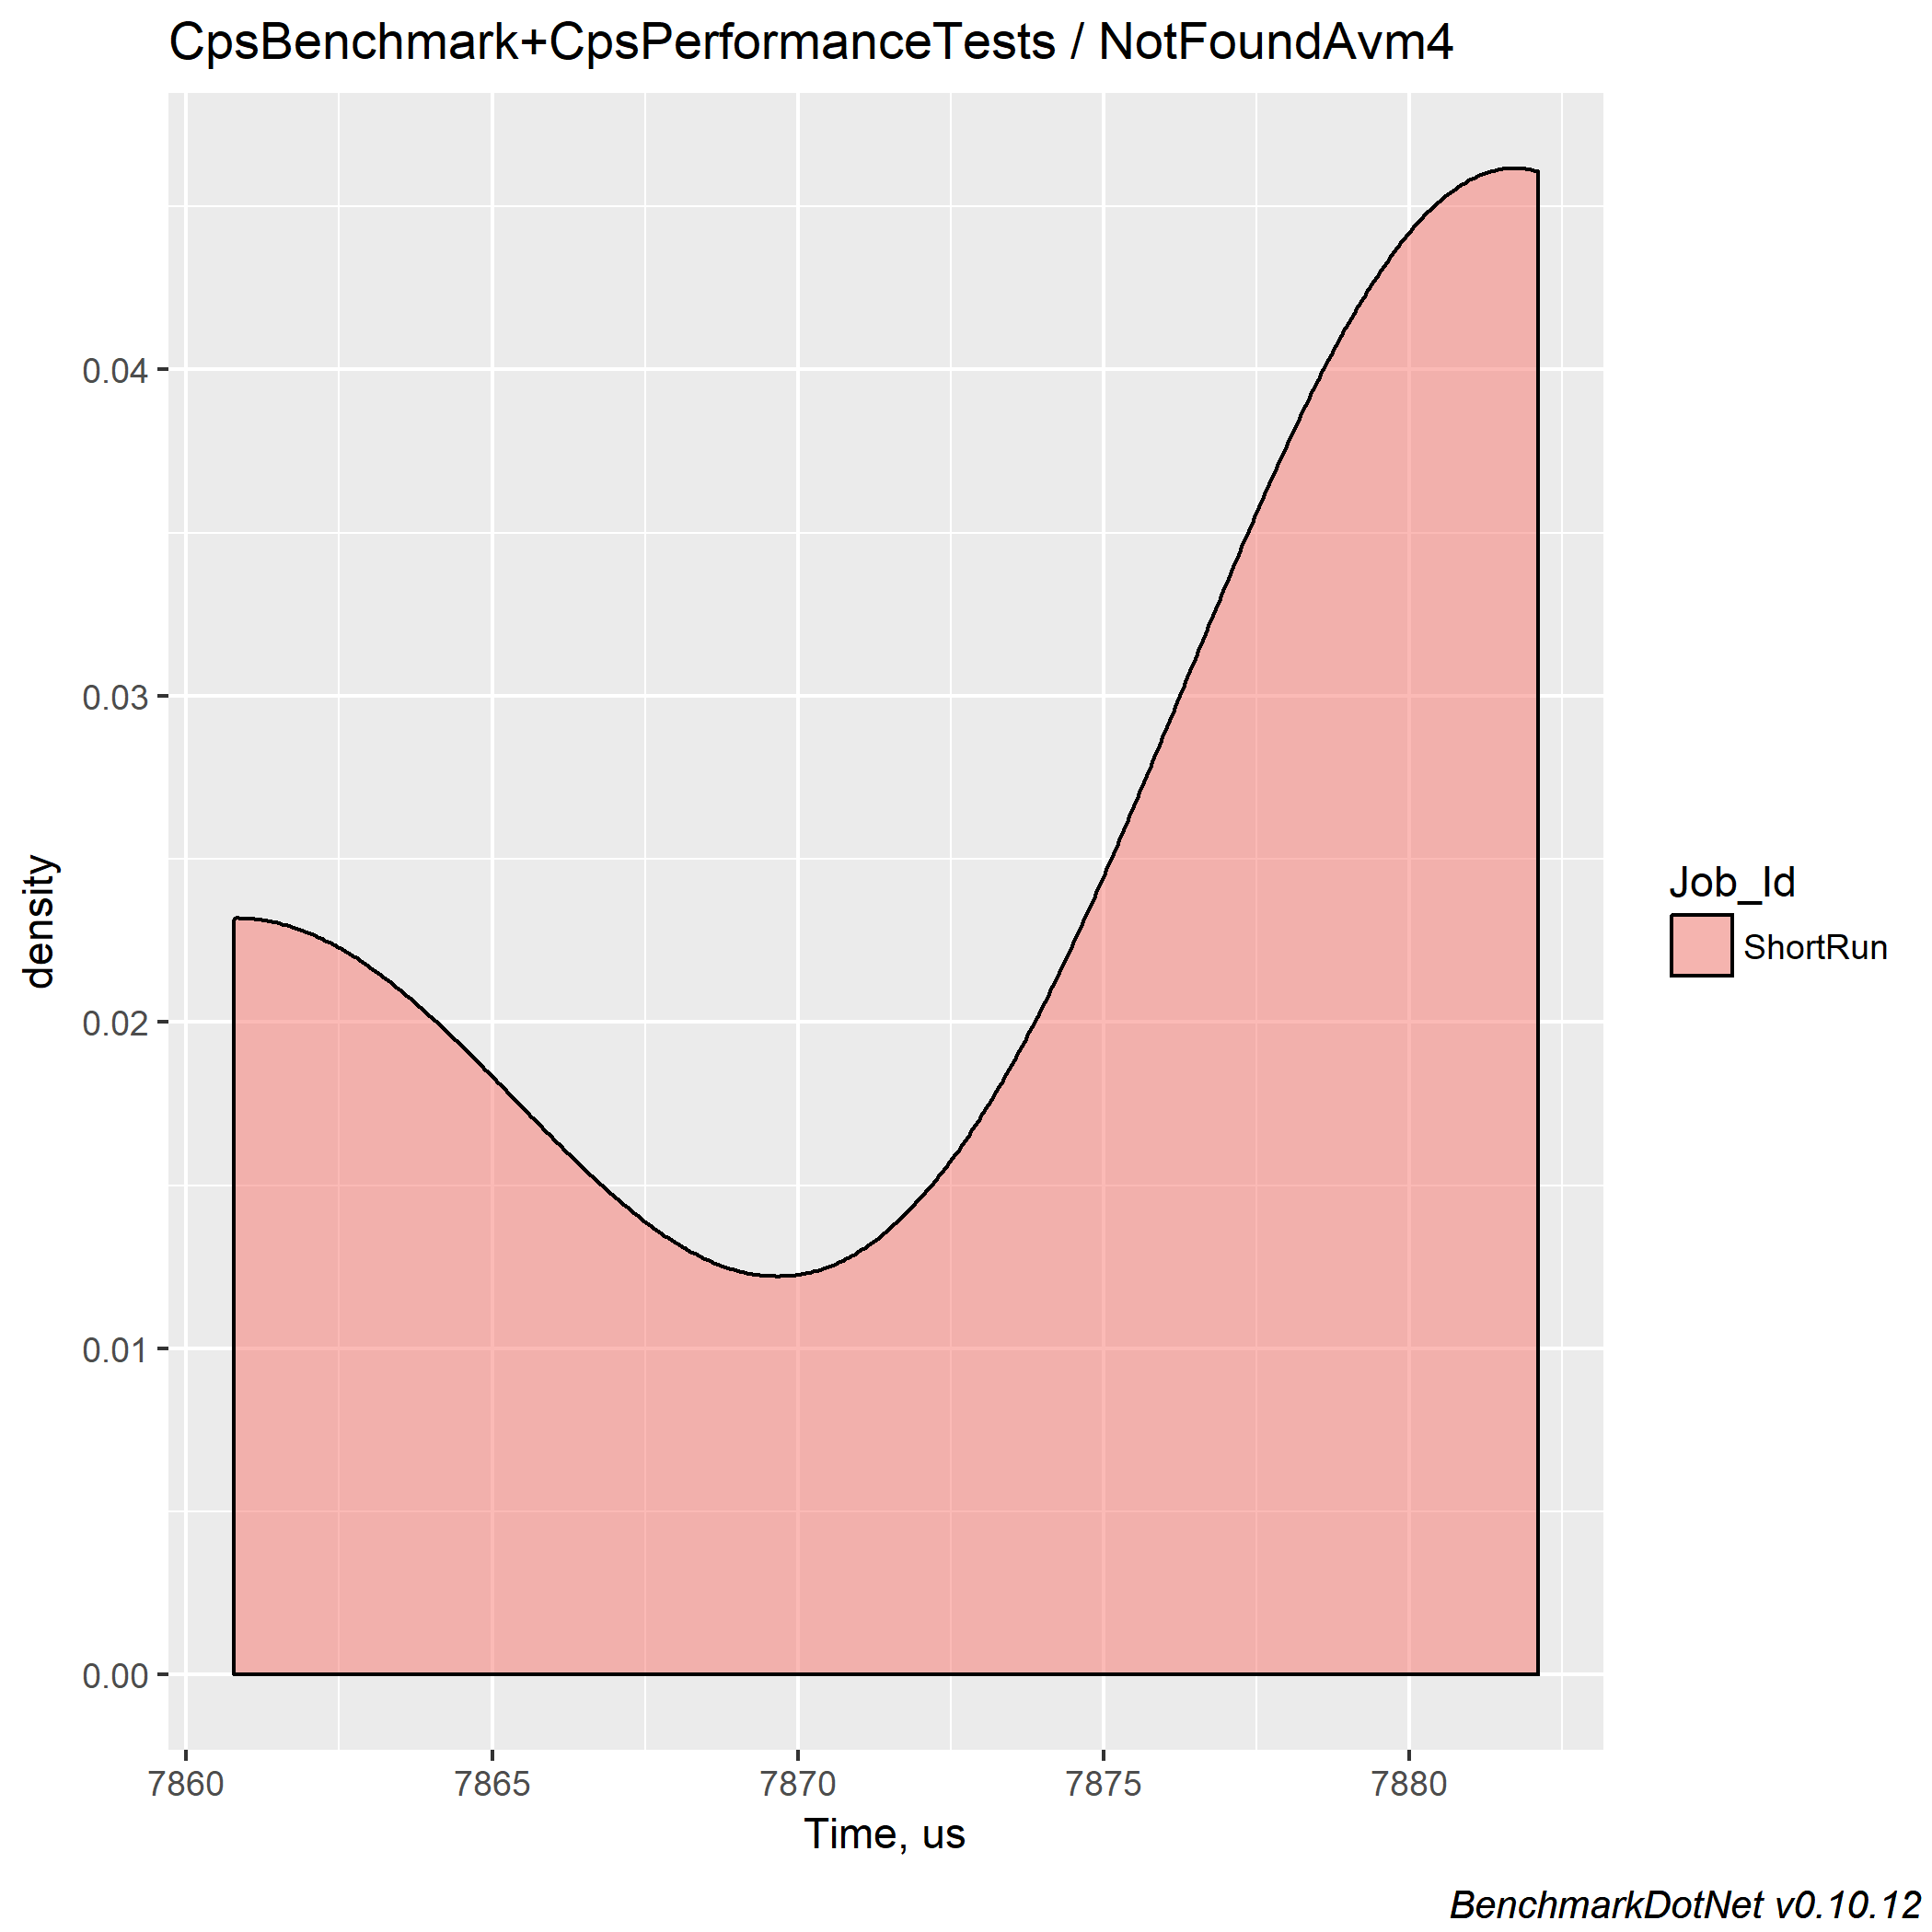 CpsBenchmark+CpsPerformanceTests / NotFoundAvm4
0.04
0.03
0.02
0.01
0.00
density
7860 7865 7870 7875 7880
Time, us
Job_Id
ShortRun
BenchmarkDotNet v0.10.12